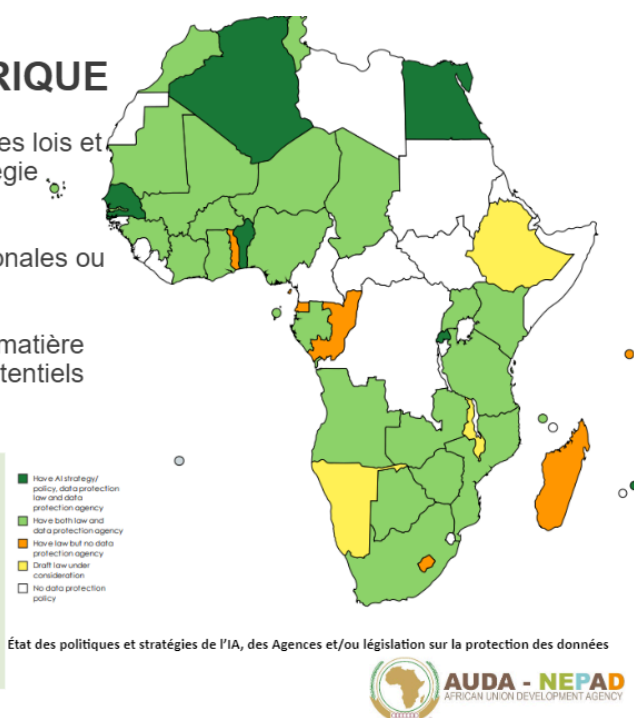 RIQUE
es lois et
égie
onales ou
matière
tentiels
Have AI strategy/
policy, data protection
law and data
protection agency
Have both law and
data protection agency
Have law but no data
protection agency
Draft law under
consideration
No data protection
policy
État des politiques et stratégies de l'IA, des Agences et/ou législation sur la protection des données
AUDA - NEPAD
AFRICAN UNION DEVELOPMENT AGENCY